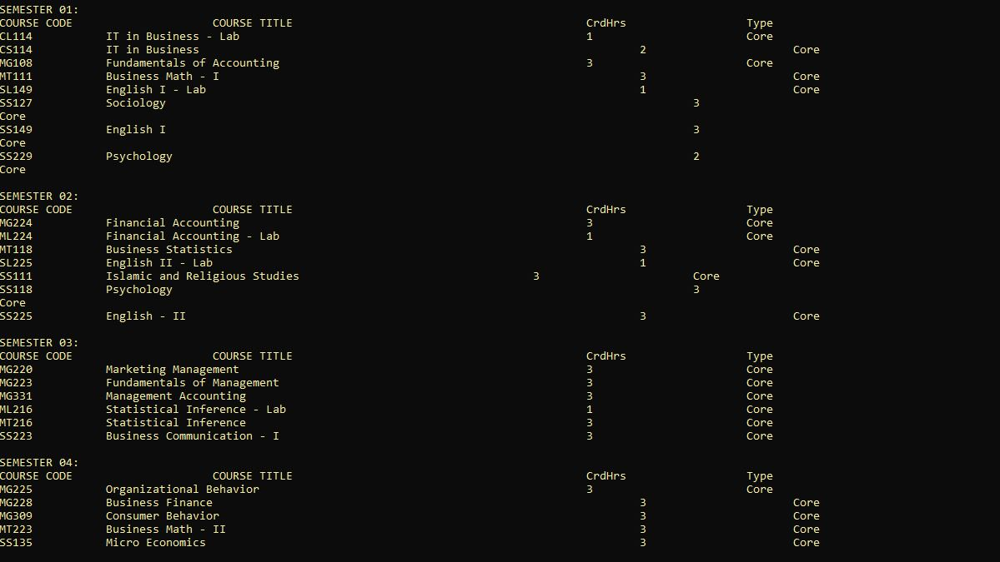 SEMESTER 01:
COURSE CODE COURSE TITLE CrdHrs Type
CL114 IT in Business - Lab 1 Core
CS114 IT in Business 2 Core
MG108 Fundamentals of Accounting 3 Core
MT111 Business Math - I 3 Core
SL149 English I - Lab 1 Core
SS127 Sociology 3
Core
SS149 English I 3
Core
SS229 Psychology 2
Core
SEMESTER 02:
COURSE CODE COURSE TITLE CrdHrs Type
MG224 Financial Accounting 3 Core
ML224 Financial Accounting - Lab 1 Core
MT118 Business Statistics 3 Core
SL225 English II - Lab 1 Core
SS111 Islamic and Religious Studies 3 Core
SS118 Psychology 3
Core
SS225 English - II 3 Core
SEMESTER 03:
COURSE CODE COURSE TITLE CrdHrs Type
MG220 Marketing Management 3 Core
MG223 Fundamentals of Management 3 Core
MG331 Management Accounting 3 Core
ML216 Statistical Inference - Lab 1 Core
MT216 Statistical Inference 3 Core
SS223 Business Communication - I 3 Core
SEMESTER 04:
COURSE CODE COURSE TITLE CrdHrs Type
MG225 Organizational Behavior 3 Core
MG228 Business Finance 3 Core
MG309 Consumer Behavior 3 Core
MT223 Business Math - II 3 Core
SS135 Micro Economics 3 Core